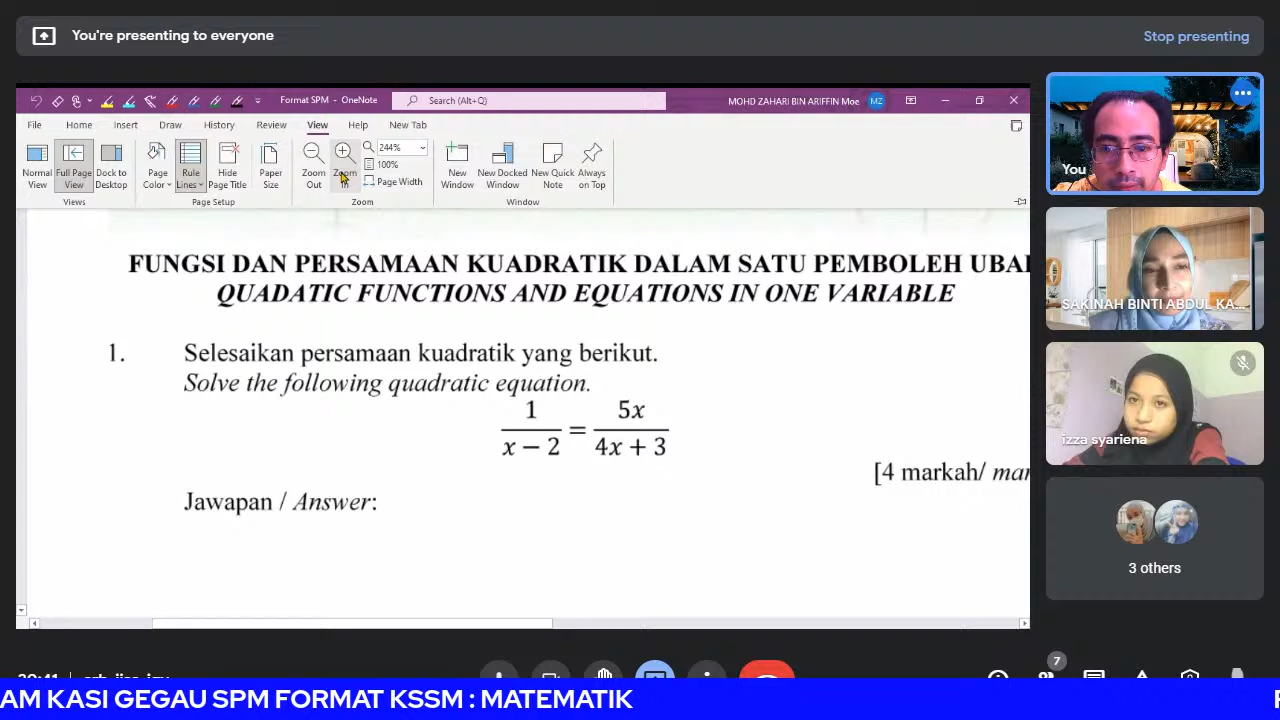 You're presenting to everyone
Stop presenting
Format SPM - OneNote
Search (Alt+Q)
MOHD ZAHARI BIN ARIFFIN Moe
MZ
File Home Insert Draw History Review View Help New Tab
Normal View
Full Page View
Dock to Desktop
Page Color
Rule Lines
Hide Page Title
Paper Size
Zoom Out
Zoom In
244%
100%
Page Width
New Window
New Docked Window
New Quick Note
Always on Top
Views
Page Setup
Zoom
Window
FUNGSI DAN PERSAMAAN KUADRATIK DALAM SATU PEMBOLEH UBA
QUADATIC FUNCTIONS AND EQUATIONS IN ONE VARIABLE
1. Selesaikan persamaan kuadratik yang berikut.
Solve the following quadratic equation.
1/(x − 2) = 5x/(4x + 3)
[4 markah/ mar
Jawapan / Answer:
You
SAKINAH BINTI ABDUL KA...
izza syariena
3 others
7
AM KASI GEGAU SPM FORMAT KSSM : MATEMATIK